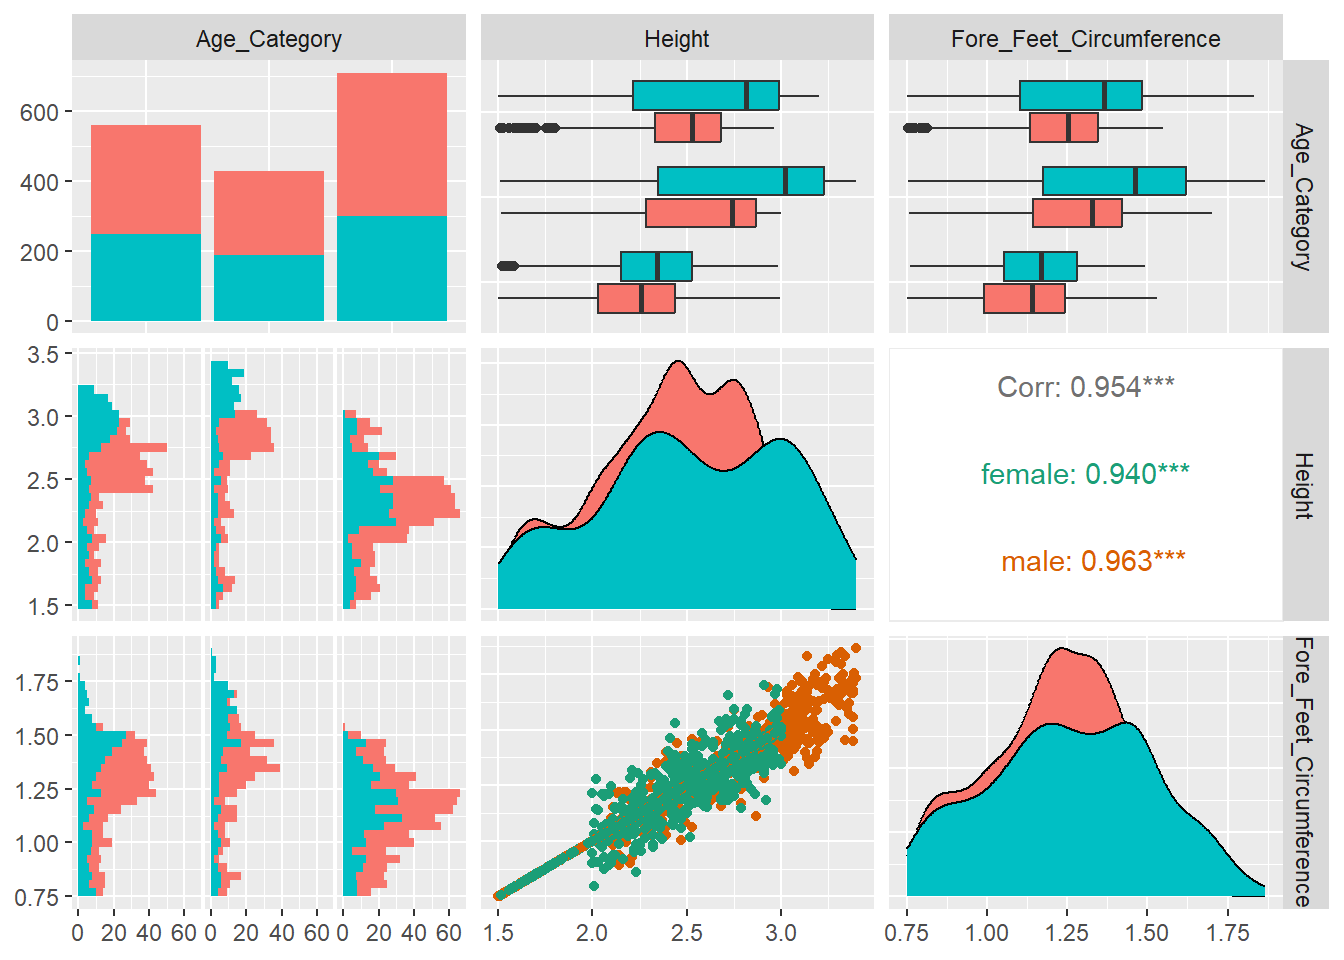 Age_Category
Height
Fore_Feet_Circumference
600
400
200
0
Age_Category
3.5
3.0
2.5
2.0
1.5
Corr: 0.954***
female: 0.940***
male: 0.963***
Height
1.75
1.50
1.25
1.00
0.75
Fore_Feet_Circumference
0 20 40 60 0 20 40 60 0 20 40 60
1.5 2.0 2.5 3.0
0.75 1.00 1.25 1.50 1.75